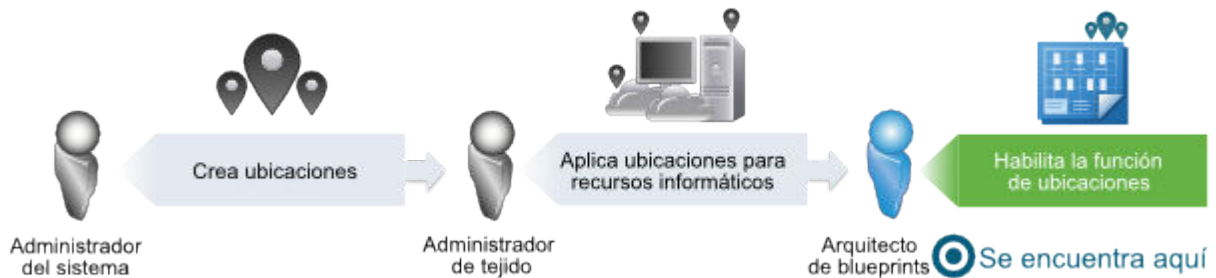 Crea ubicaciones
Aplica ubicaciones para
recursos informáticos
Habilita la función
de ubicaciones
Administrador
del sistema
Administrador
de tejido
Arquitecto
de blueprints
Se encuentra aquí